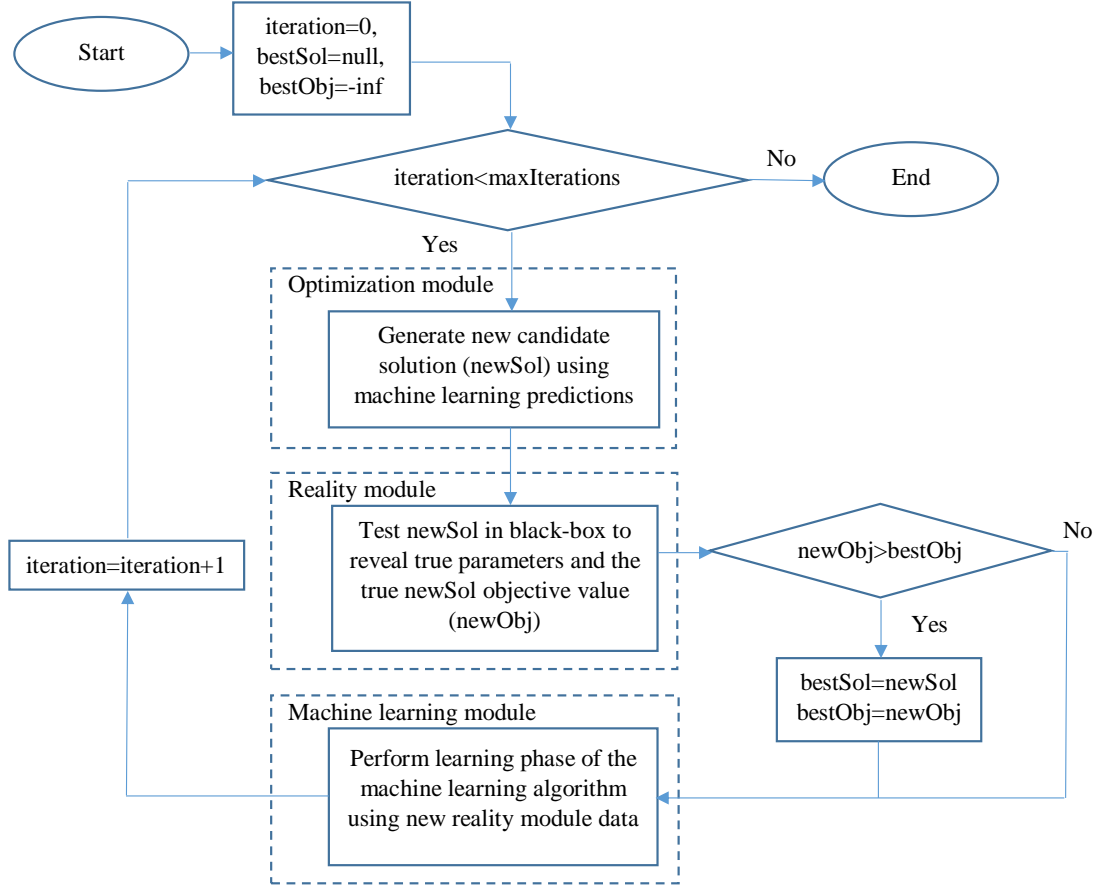 Start
iteration=0,
bestSol=null,
bestObj=-inf
iteration<maxIterations
No
End
Yes
Optimization module
Generate new candidate
solution (newSol) using
machine learning predictions
Reality module
Test newSol in black-box to
reveal true parameters and the
true newSol objective value
(newObj)
newObj>bestObj
No
Yes
bestSol=newSol
bestObj=newObj
Machine learning module
Perform learning phase of the
machine learning algorithm
using new reality module data
iteration=iteration+1